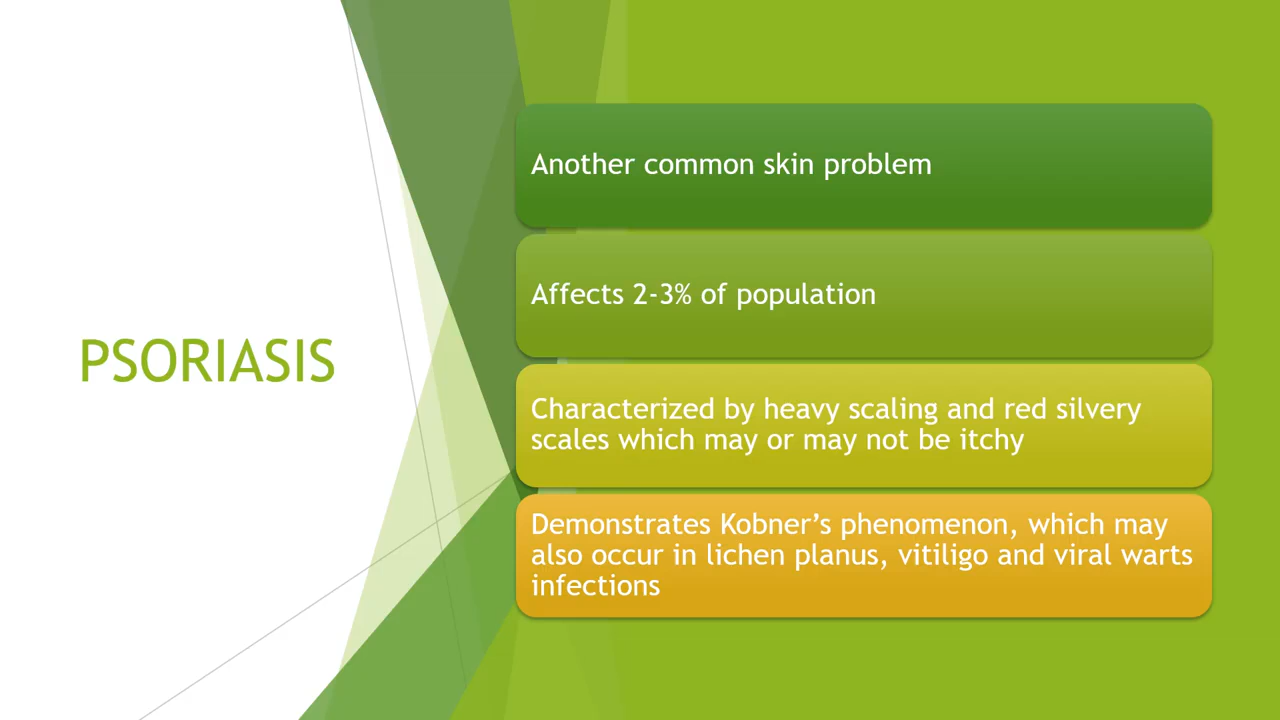 PSORIASIS
Another common skin problem
Affects 2-3% of population
Characterized by heavy scaling and red silvery
scales which may or may not be itchy
Demonstrates Kobner’s phenomenon, which may
also occur in lichen planus, vitiligo and viral warts
infections